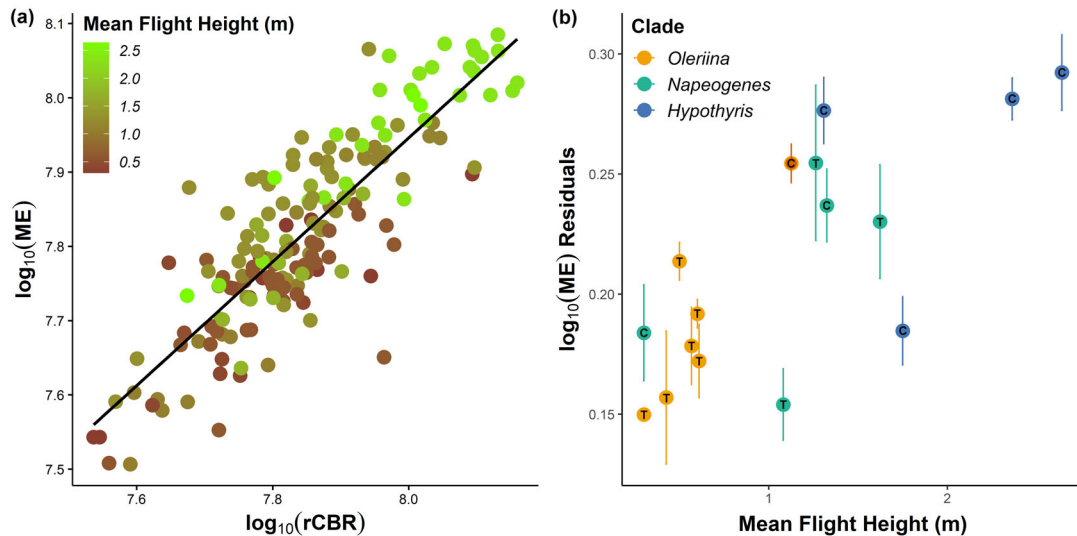 (a)
Mean Flight Height (m)
2.5
2.0
1.5
1.0
0.5
8.1
8.0
7.9
7.8
7.7
7.6
7.5
log₁₀(ME)
7.6 7.8 8.0
log₁₀(rCBR)
(b)
Clade
Oleriina
Napeogenes
Hypothyris
0.30
0.25
0.20
0.15
log₁₀(ME) Residuals
C
C
C
C
T
C
T
T
C
T
C
T
T
T
T
T
1 2
Mean Flight Height (m)